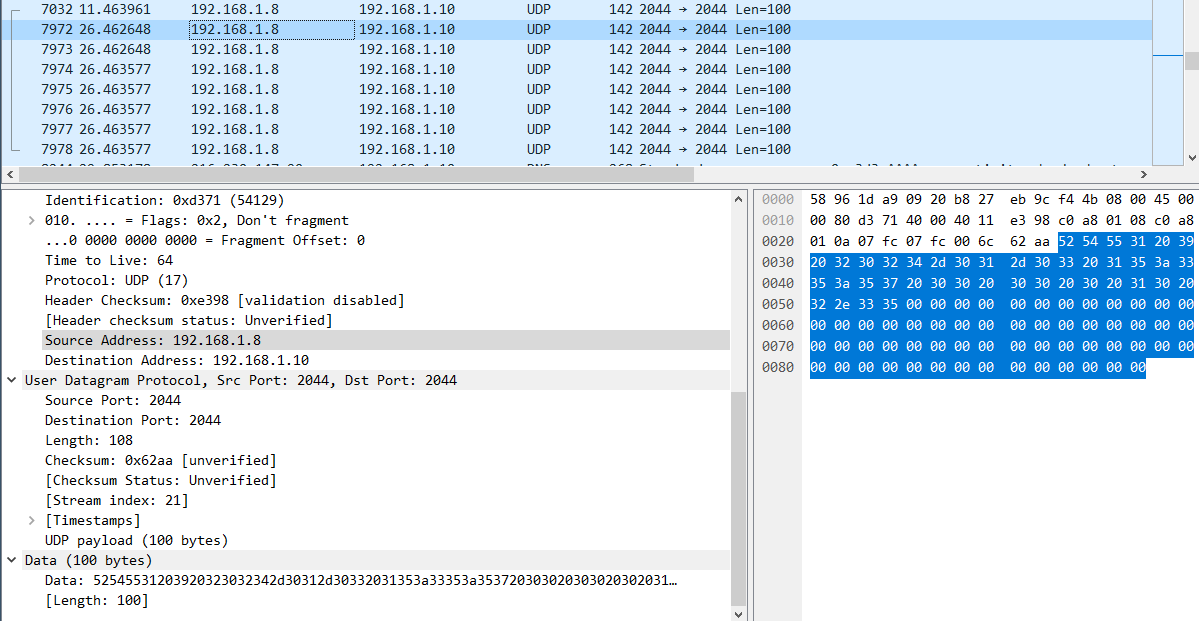 7032 11.463961 192.168.1.8 192.168.1.10 UDP 142 2044 → 2044 Len=100
7972 26.462648 192.168.1.8 192.168.1.10 UDP 142 2044 → 2044 Len=100
7973 26.462648 192.168.1.8 192.168.1.10 UDP 142 2044 → 2044 Len=100
7974 26.463577 192.168.1.8 192.168.1.10 UDP 142 2044 → 2044 Len=100
7975 26.463577 192.168.1.8 192.168.1.10 UDP 142 2044 → 2044 Len=100
7976 26.463577 192.168.1.8 192.168.1.10 UDP 142 2044 → 2044 Len=100
7977 26.463577 192.168.1.8 192.168.1.10 UDP 142 2044 → 2044 Len=100
7978 26.463577 192.168.1.8 192.168.1.10 UDP 142 2044 → 2044 Len=100
Identification: 0xd371 (54129)
010. .... = Flags: 0x2, Don't fragment
...0 0000 0000 0000 = Fragment Offset: 0
Time to Live: 64
Protocol: UDP (17)
Header Checksum: 0xe398 [validation disabled]
[Header checksum status: Unverified]
Source Address: 192.168.1.8
Destination Address: 192.168.1.10
User Datagram Protocol, Src Port: 2044, Dst Port: 2044
Source Port: 2044
Destination Port: 2044
Length: 108
Checksum: 0x62aa [unverified]
[Checksum Status: Unverified]
[Stream index: 21]
[Timestamps]
UDP payload (100 bytes)
Data (100 bytes)
Data: 52545531203920323032342d30312d30332031353a33353a353720303020303020302031…
[Length: 100]
0000 58 96 1d a9 09 20 b8 27 eb 9c f4 4b 08 00 45 00
0010 00 80 d3 71 40 00 40 11 e3 98 c0 a8 01 08 c0 a8
0020 01 0a 07 fc 07 fc 00 6c 62 aa 52 54 55 31 20 39
0030 20 32 30 32 34 2d 30 31 2d 30 33 20 31 35 3a 33
0040 35 3a 35 37 20 30 30 20 30 30 20 30 20 31 30 20
0050 32 2e 33 35 00 00 00 00 00 00 00 00 00 00 00 00
0060 00 00 00 00 00 00 00 00 00 00 00 00 00 00 00 00
0070 00 00 00 00 00 00 00 00 00 00 00 00 00 00 00 00
0080 00 00 00 00 00 00 00 00 00 00 00 00 00 00